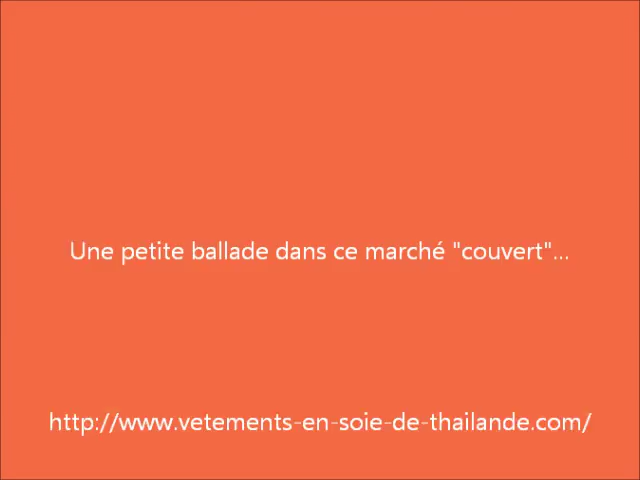 Une petite ballade dans ce marché "couvert"...
http://www.vetements-en-soie-de-thailande.com/